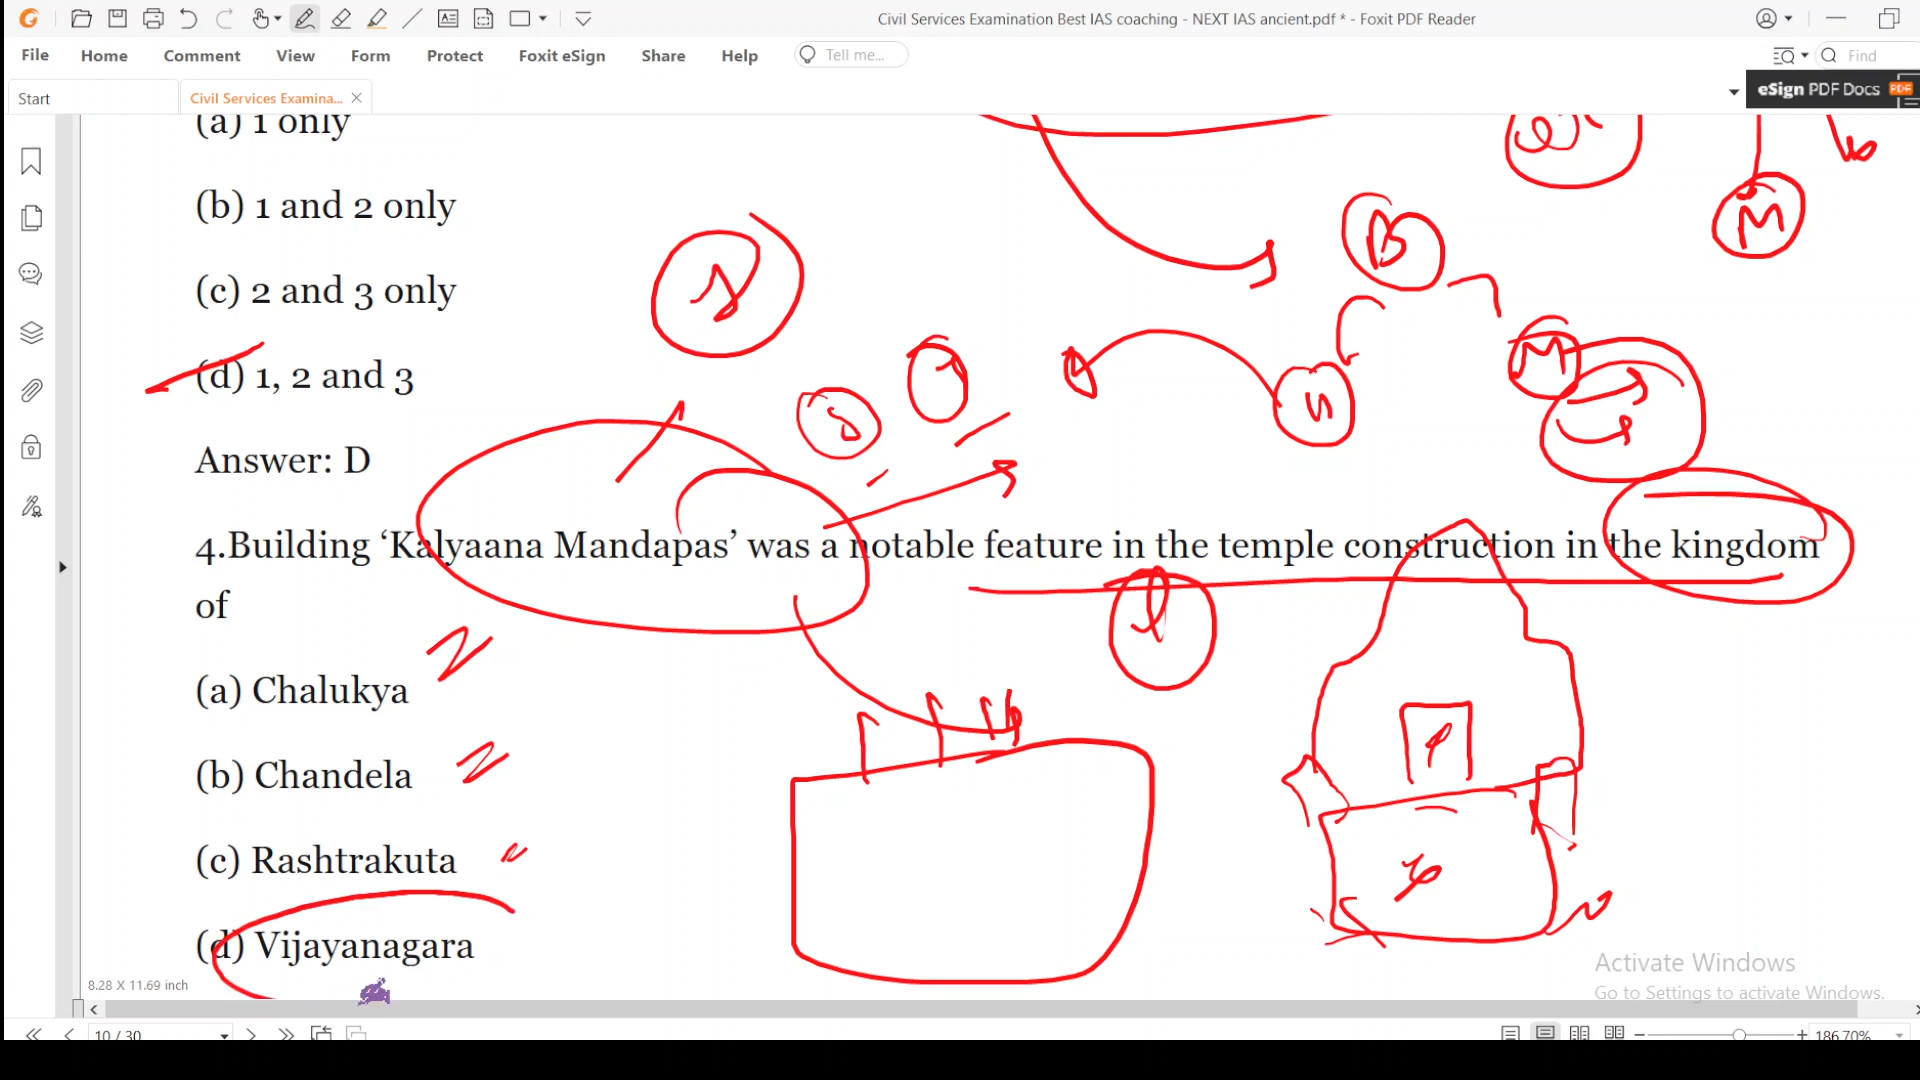 Civil Services Examination Best IAS coaching - NEXT IAS ancient.pdf * - Foxit PDF Reader
File Home Comment View Form Protect Foxit eSign Share Help Tell me... Find
Start Civil Services Examina... eSign PDF Docs PDF
(a) 1 only
(b) 1 and 2 only
(c) 2 and 3 only
(d) 1, 2 and 3
Answer: D
4.Building ‘Kalyaana Mandapas’ was a notable feature in the temple construction in the kingdom
of
(a) Chalukya
(b) Chandela
(c) Rashtrakuta
(d) Vijayanagara
Activate Windows
8.28 X 11.69 inch
Go to Settings to activate Windows.
10 / 30 186.70%